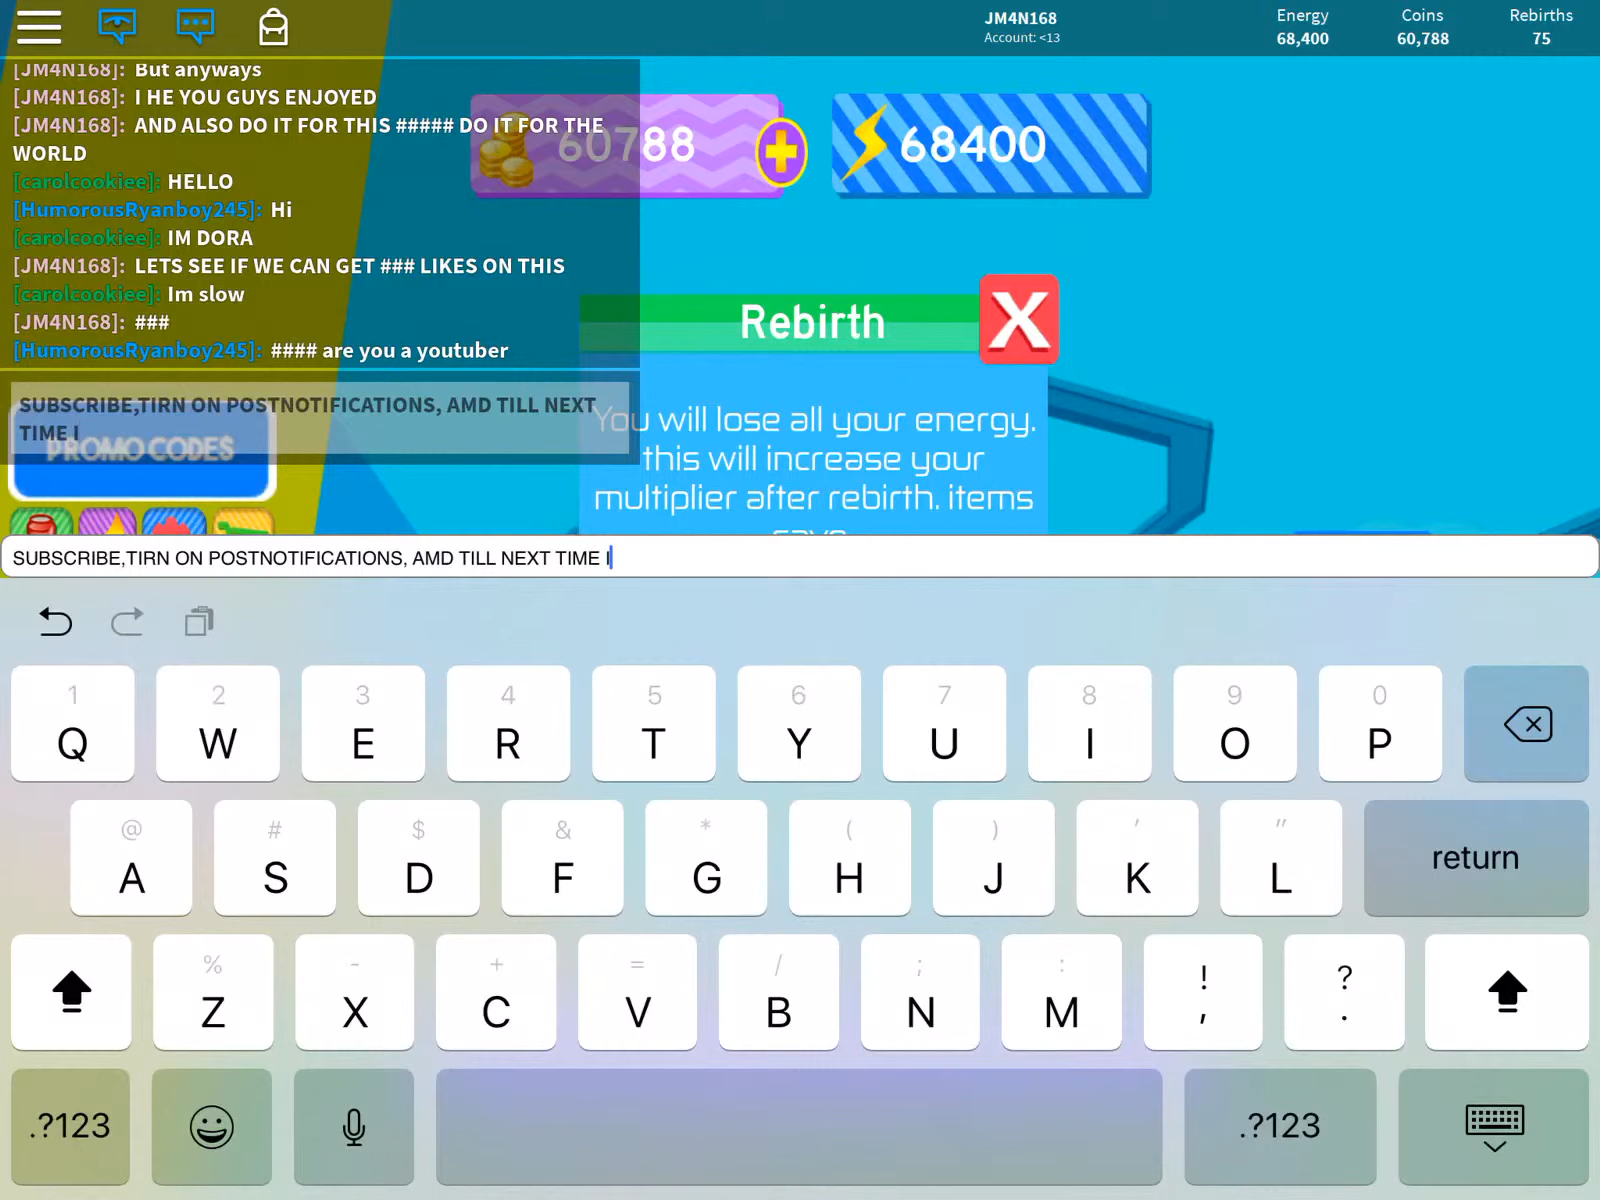 JM4N168
Account: <13
Energy
68,400
Coins
60,788
Rebirths
75
[JM4N168]: But anyways
[JM4N168]: I HE YOU GUYS ENJOYED
[JM4N168]: AND ALSO DO IT FOR THIS ##### DO IT FOR THE
WORLD
[carolcookiee]: HELLO
[HumorousRyanboy245]: Hi
[carolcookiee]: IM DORA
[JM4N168]: LETS SEE IF WE CAN GET ### LIKES ON THIS
[carolcookiee]: Im slow
[JM4N168]: ###
[HumorousRyanboy245]: #### are you a youtuber
SUBSCRIBE,TIRN ON POSTNOTIFICATIONS, AMD TILL NEXT
TIME I
PROMO CODES
60788
68400
Rebirth
X
You will lose all your energy.
this will increase your
multiplier after rebirth. items
save
SUBSCRIBE,TIRN ON POSTNOTIFICATIONS, AMD TILL NEXT TIME I
1 2 3 4 5 6 7 8 9 0
Q W E R T Y U I O P
@ # $ & * ( ) ' "
A S D F G H J K L return
% - + = / ; : ! ?
Z X C V B N M , .
.?123 .?123